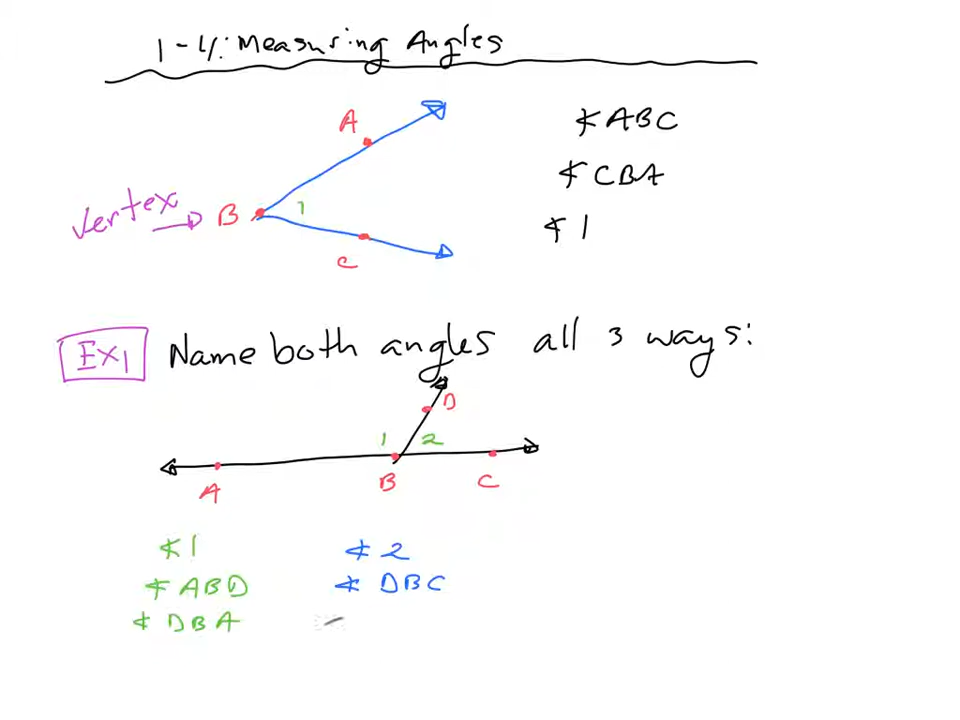 1-4: Measuring Angles
A
∡ABC
∡CBA
Vertex
B
1
∡1
C
Ex1
Name both angles all 3 ways:
D
1
2
A
B
C
∡1
∡2
∡ABD
∡DBC
∡DBA